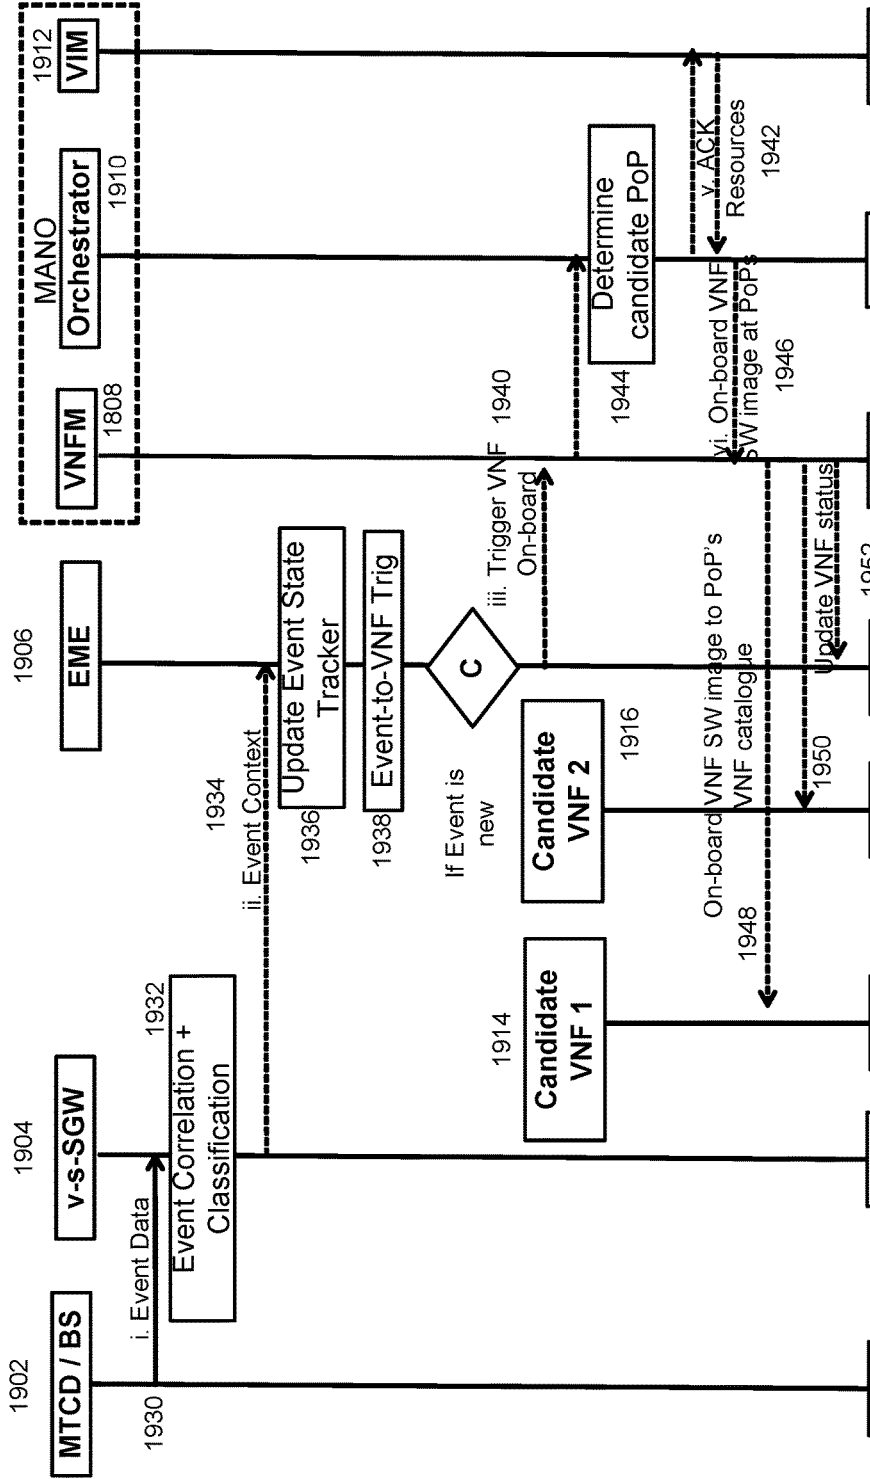 1902
MTCD / BS
1904
v-s-SGW
1906
EME
MANO
VNFM
1808
Orchestrator
1910
1912
VIM
i. Event Data
1930
Event Correlation +
Classification
1932
ii. Event Context
1934
Update Event State
Tracker
1936
Event-to-VNF Trig
1938
If Event is
new
C
iii. Trigger VNF
On-board
1940
1914
Candidate
VNF 1
Candidate
VNF 2
1916
Determine
candidate PoP
1944
v. ACK
Resources
1942
vi. On-board VNF
SW image at PoPs
1946
On-board VNF SW image to PoP's
VNF catalogue
1948
1950
Update VNF status